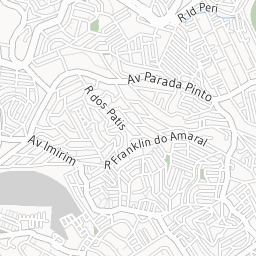 R Id Peri
Av Parada Pinto
R dos Patis
Av Imirim
R Franklin do Amaral